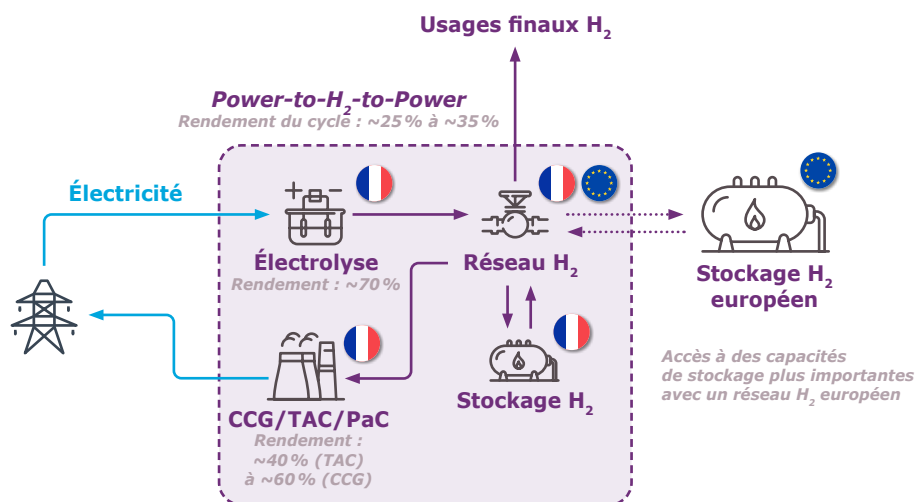 Usages finaux H₂
Power-to-H₂-to-Power
Rendement du cycle : ~25 % à ~35 %
Électricité
Électrolyse
Rendement : ~70 %
Réseau H₂
Stockage H₂
européen
CCG/TAC/PaC
Rendement :
~40 % (TAC)
à ~60 % (CCG)
Stockage H₂
Accès à des capacités
de stockage plus importantes
avec un réseau H₂ européen